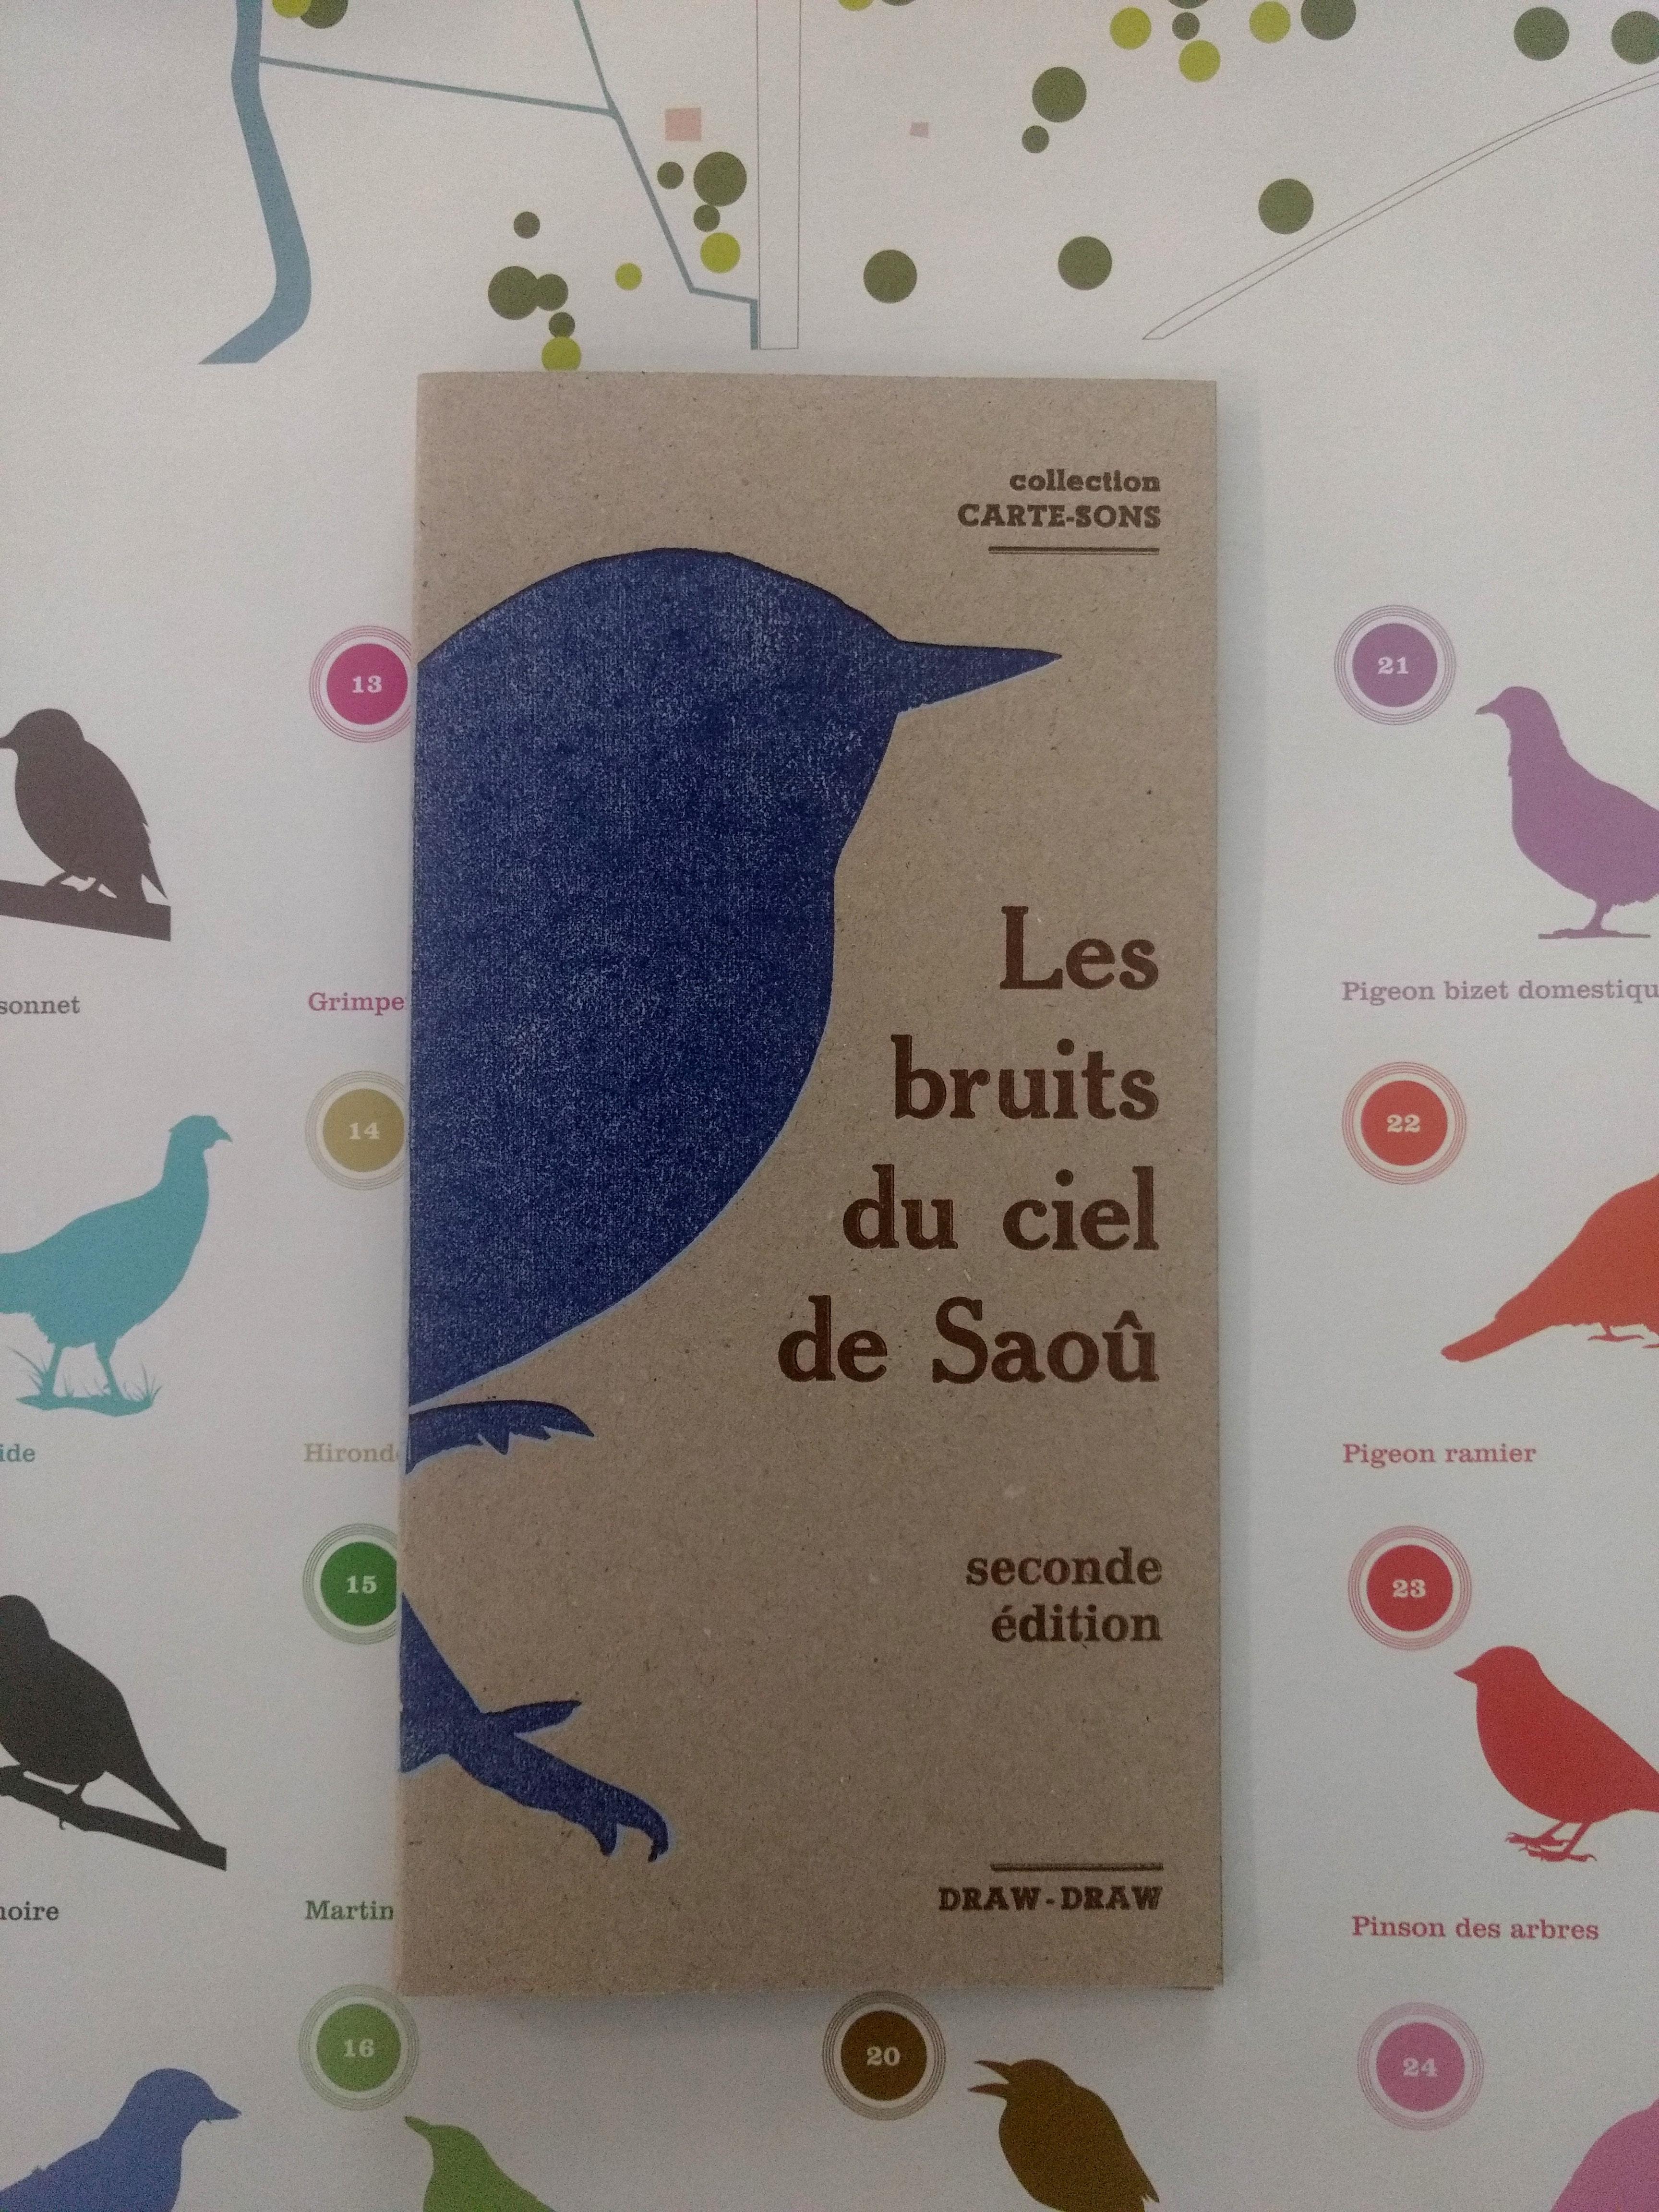 collection
CARTE-SONS
Les
bruits
du ciel
de Saoû
seconde
édition
DRAW-DRAW
13
21
sonnet
Grimpe
Pigeon bizet domestiqu
14
22
ide
Hironde
Pigeon ramier
15
23
noire
Martin
Pinson des arbres
16
20
24